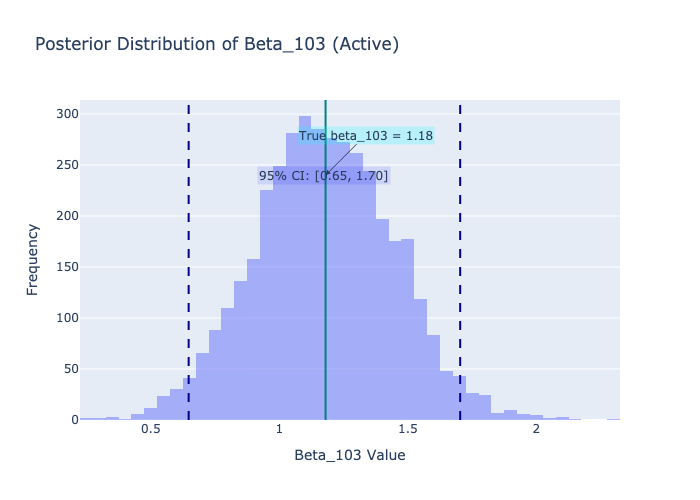 Posterior Distribution of Beta_103 (Active)
300
True beta_103 = 1.18
250
95% CI: [0.65, 1.70]
200
150
100
50
0
Frequency
0.5
1
1.5
2
Beta_103 Value